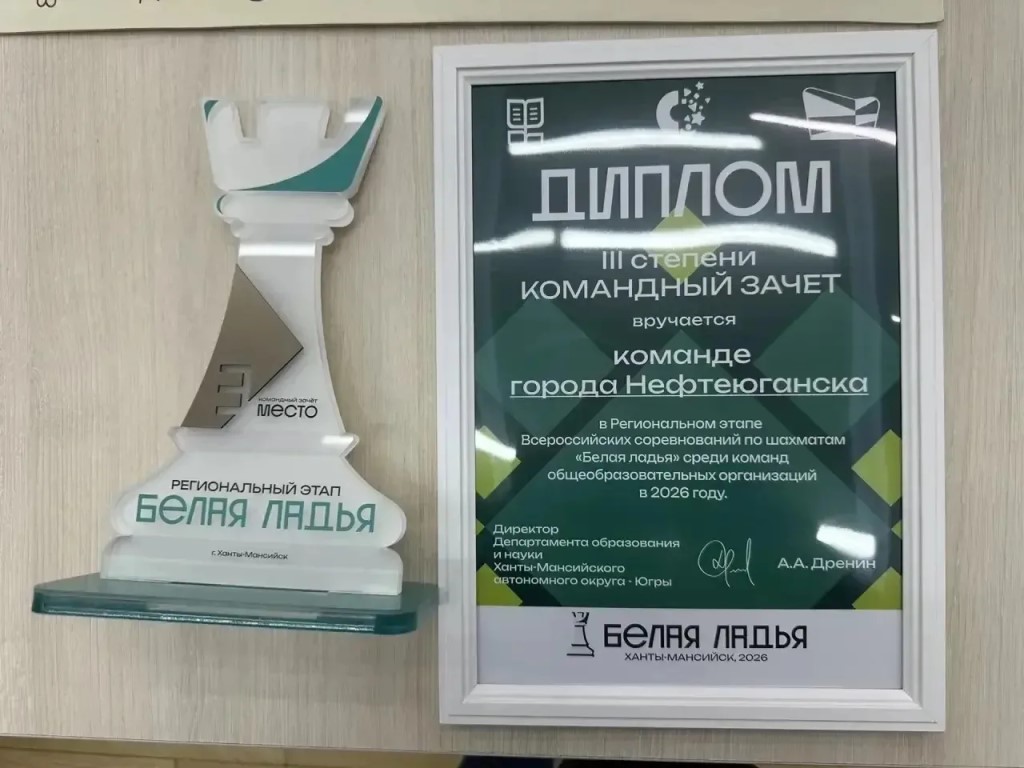 3
командный зачёт
МЕСТО
РЕГИОНАЛЬНЫЙ ЭТАП
БЕЛАЯ ЛАДЬЯ
г. Ханты-Мансийск
ДИПЛОМ
III степени
КОМАНДНЫЙ ЗАЧЕТ
вручается
команде
города Нефтеюганска
в Региональном этапе
Всероссийских соревнований по шахматам
«Белая ладья» среди команд
общеобразовательных организаций
в 2026 году.
Директор
Департамента образования
и науки
Ханты-Мансийского
автономного округа - Югры
А.А. Дренин
БЕЛАЯ ЛАДЬЯ
ХАНТЫ-МАНСИЙСК, 2026